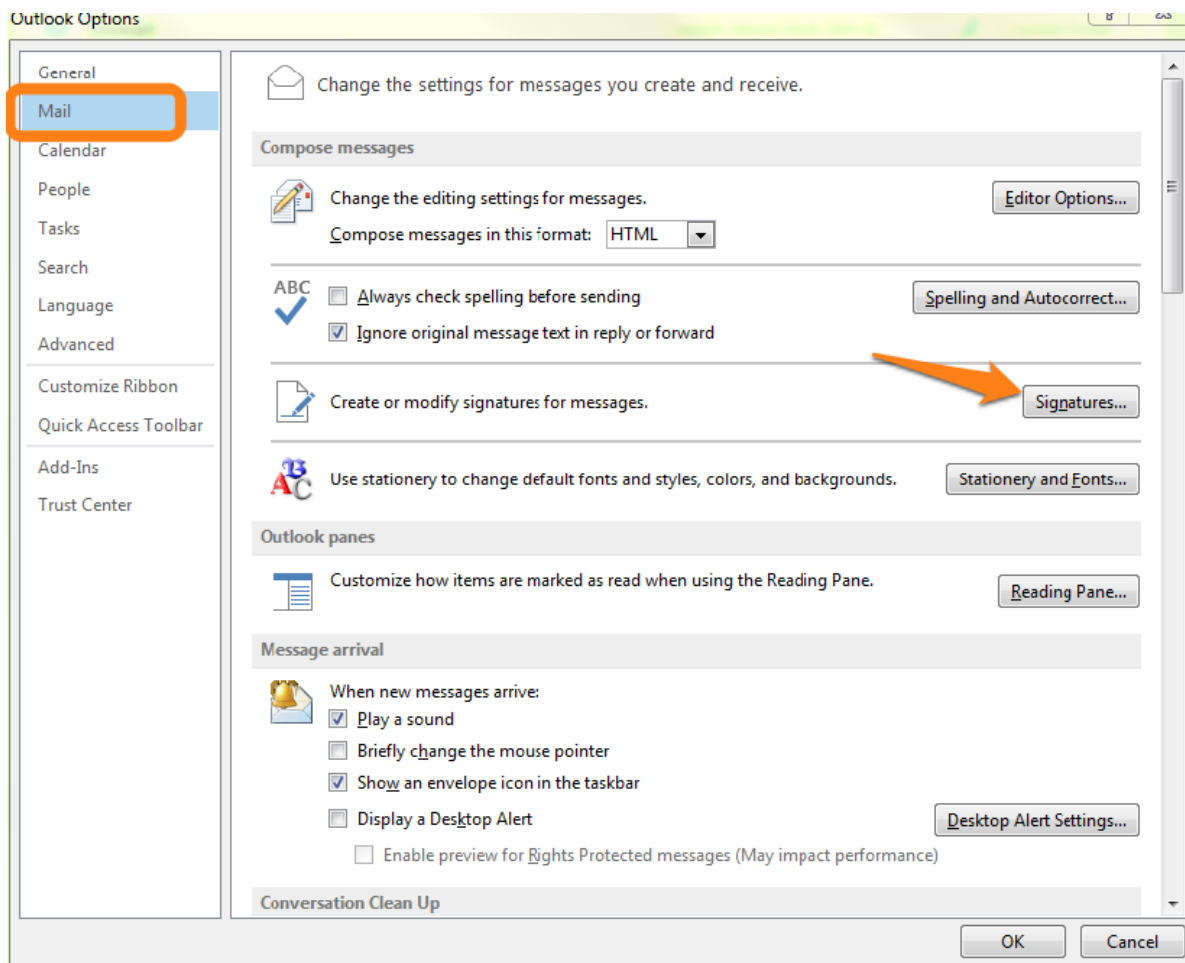 Outlook Options
General
Mail
Calendar
People
Tasks
Search
Language
Advanced
Customize Ribbon
Quick Access Toolbar
Add-Ins
Trust Center
Change the settings for messages you create and receive.
Compose messages
Change the editing settings for messages.
Editor Options...
Compose messages in this format: HTML
ABC
Always check spelling before sending
Spelling and Autocorrect...
Ignore original message text in reply or forward
Create or modify signatures for messages.
Signatures...
Use stationery to change default fonts and styles, colors, and backgrounds.
Stationery and Fonts...
Outlook panes
Customize how items are marked as read when using the Reading Pane.
Reading Pane...
Message arrival
When new messages arrive:
Play a sound
Briefly change the mouse pointer
Show an envelope icon in the taskbar
Display a Desktop Alert
Desktop Alert Settings...
Enable preview for Rights Protected messages (May impact performance)
Conversation Clean Up
OK
Cancel